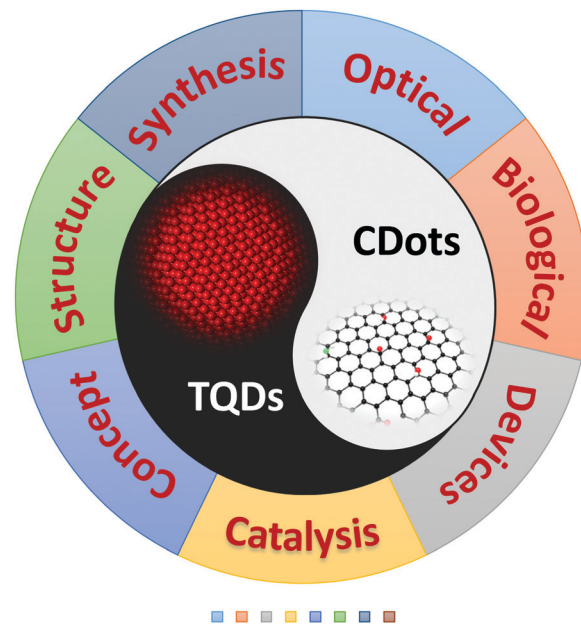 Synthesis
Optical
Biological
Devices
Catalysis
Concept
Structure
CDots
TQDs